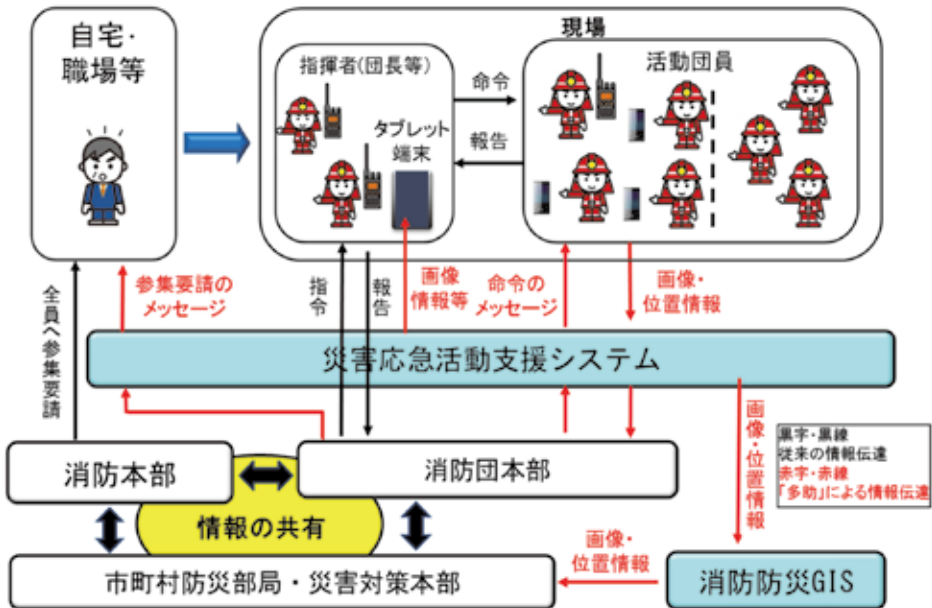 自宅・
職場等
現場
指揮者(団長等)
タブレット
端末
命令
報告
活動団員
全員へ参集要請
参集要請の
メッセージ
指令
報告
画像
情報等
命令の
メッセージ
画像・
位置情報
災害応急活動支援システム
消防本部
消防団本部
情報の共有
市町村防災部局・災害対策本部
画像・位置情報
黒字・黒線
従来の情報伝達
赤字・赤線
「多助」による情報伝達
画像・
位置情報
消防防災GIS